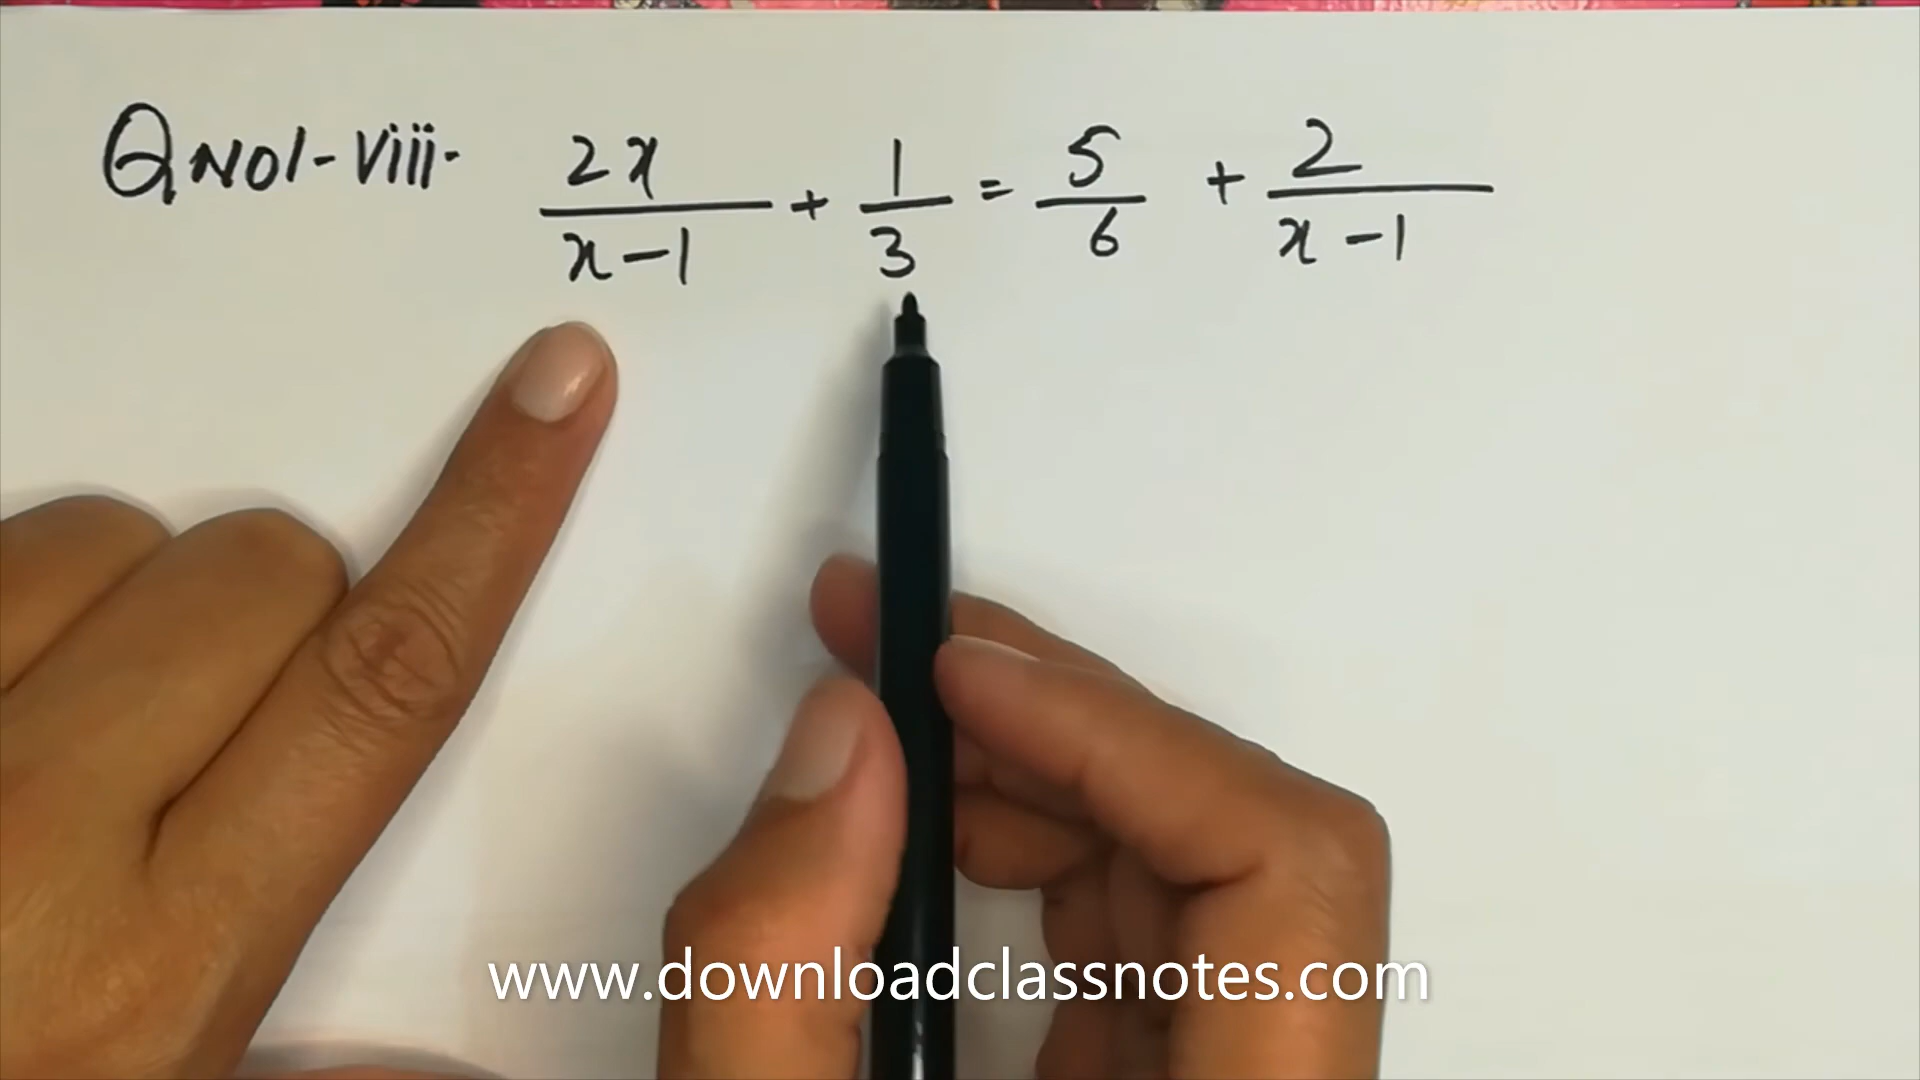 QNo1-Viii- 2x/x-1 + 1/3 = 5/6 + 2/x-1
www.downloadclassnotes.com